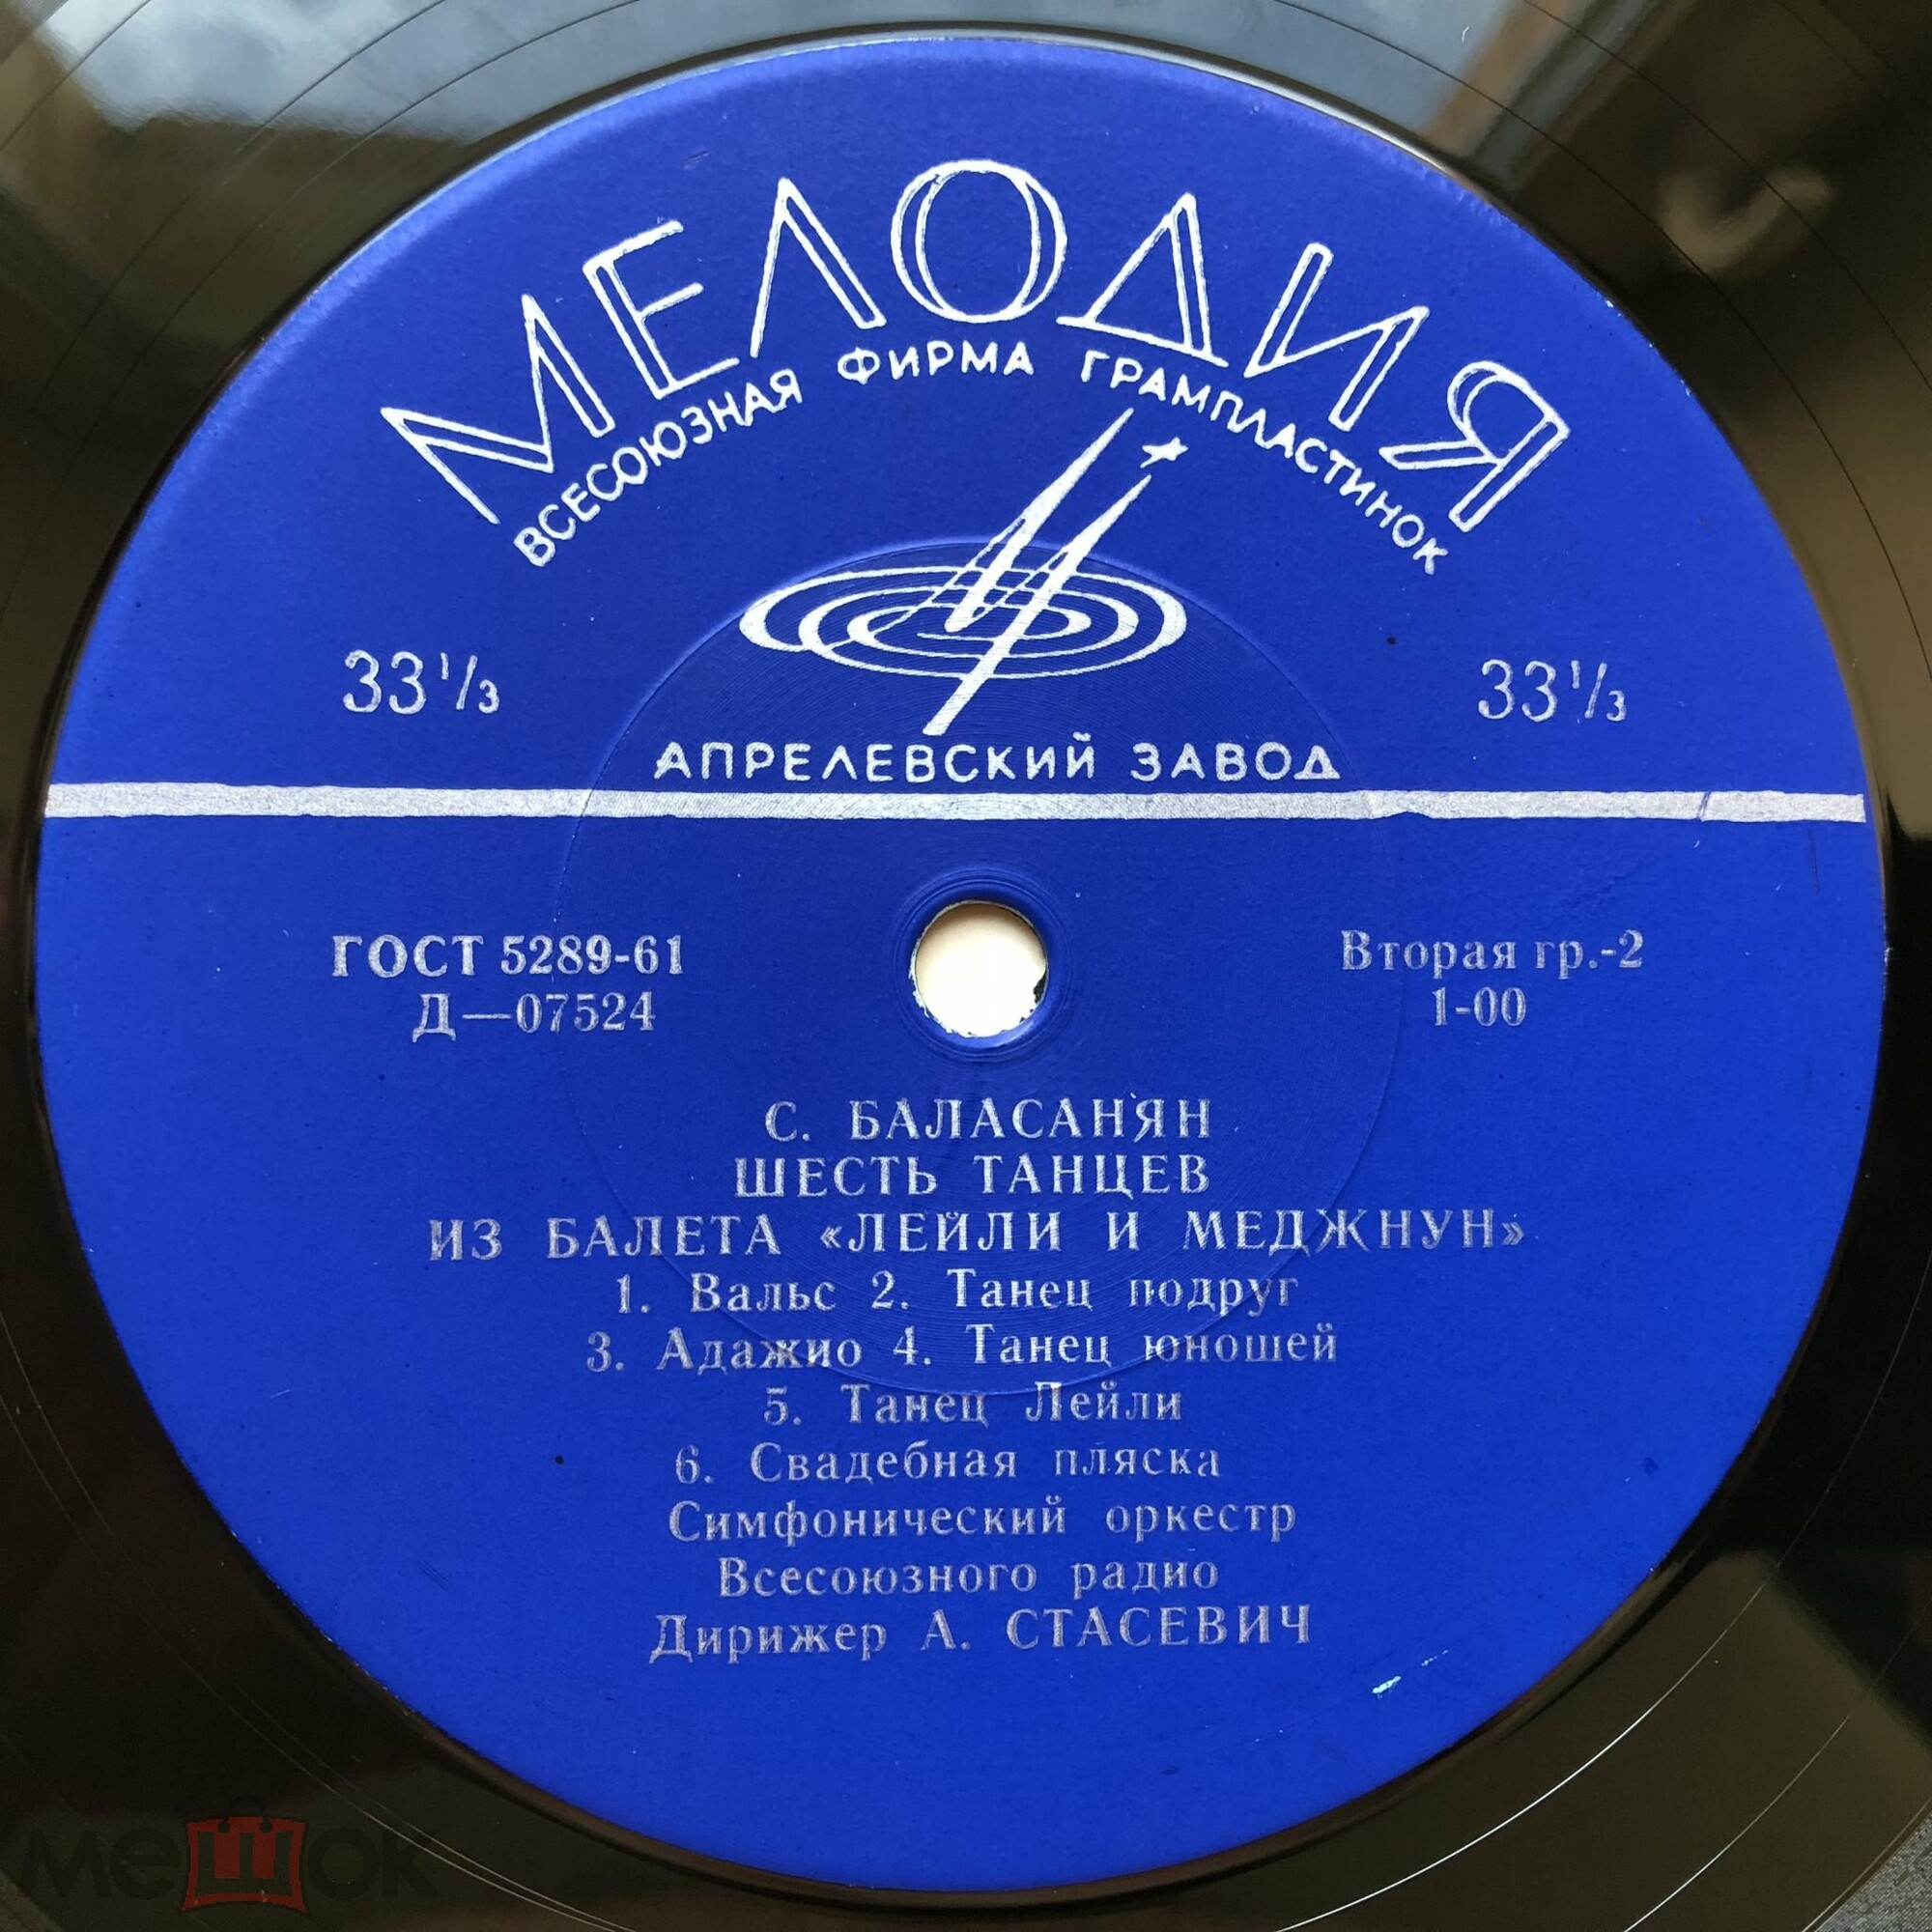 МЕЛОДИЯ
ВСЕСОЮЗНАЯ ФИРМА ГРАМПЛАСТИНОК
33⅓ 33⅓
АПРЕЛЕВСКИЙ ЗАВОД
ГОСТ 5289-61 Вторая гр.-2
Д—07524 1-00
С. БАЛАСАНЯН
ШЕСТЬ ТАНЦЕВ
ИЗ БАЛЕТА «ЛЕЙЛИ И МЕДЖНУН»
1. Вальс 2. Танец подруг
3. Адажио 4. Танец юношей
5. Танец Лейли
6. Свадебная пляска
Симфонический оркестр
Всесоюзного радио
Дирижер А. СТАСЕВИЧ
мешок